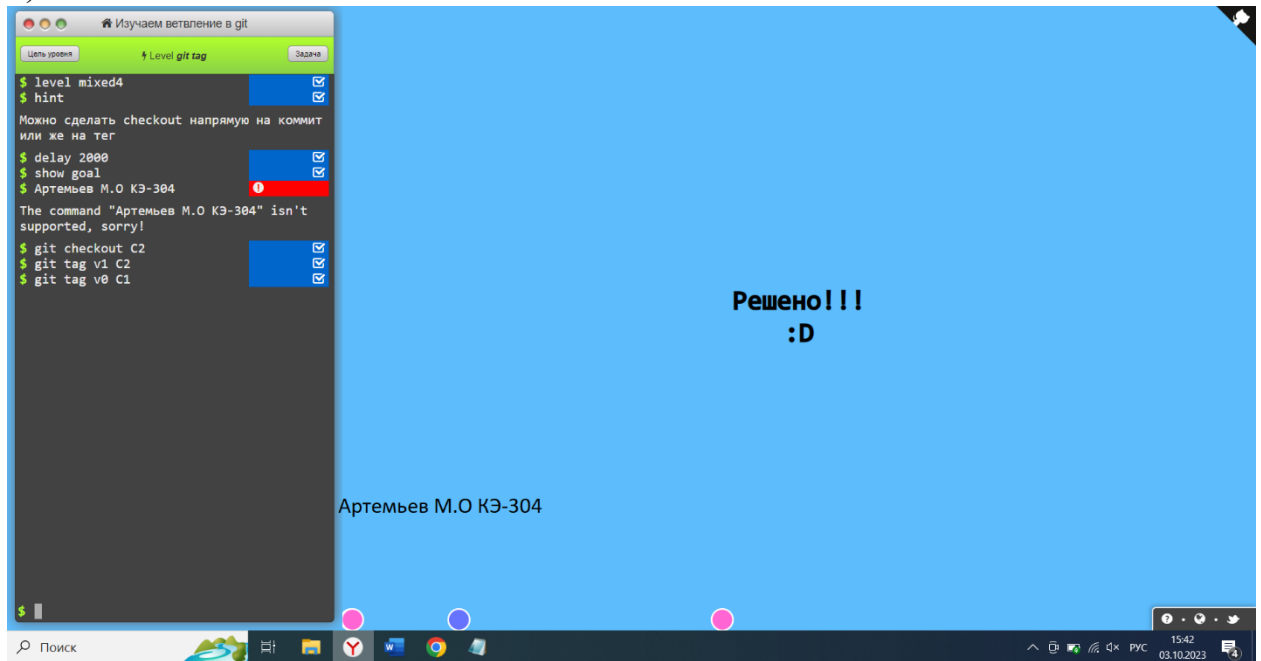 Изучаем ветвление в git
Цель уровня
Level git tag
Задача
$ level mixed4
$ hint
Можно сделать checkout напрямую на коммит
или же на тег
$ delay 2000
$ show goal
$ Артемьев М.О КЭ-304
The command "Артемьев М.О КЭ-304" isn't
supported, sorry!
$ git checkout C2
$ git tag v1 C2
$ git tag v0 C1
$
Решено!!!
:D
Артемьев М.О КЭ-304
Поиск
РУС
15:42
03.10.2023
4